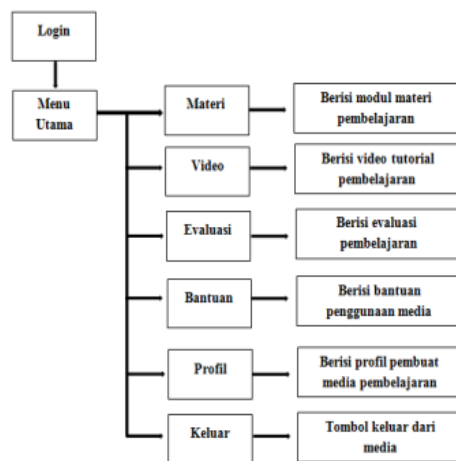 Login
Menu
Utama
Materi
Berisi modul materi
pembelajaran
Video
Berisi video tutorial
pembelajaran
Evaluasi
Berisi evaluasi
pembelajaran
Bantuan
Berisi bantuan
penggunaan media
Profil
Berisi profil pembuat
media pembelajaran
Keluar
Tombol keluar dari
media